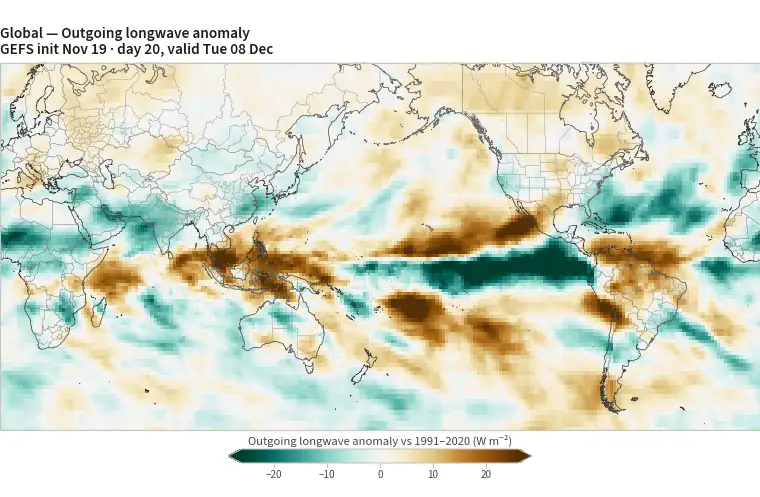 Global — Outgoing longwave anomaly
GEFS init Nov 19 · day 20, valid Tue 08 Dec
Outgoing longwave anomaly vs 1991–2020 (W m⁻²)
−20 −10 0 10 20